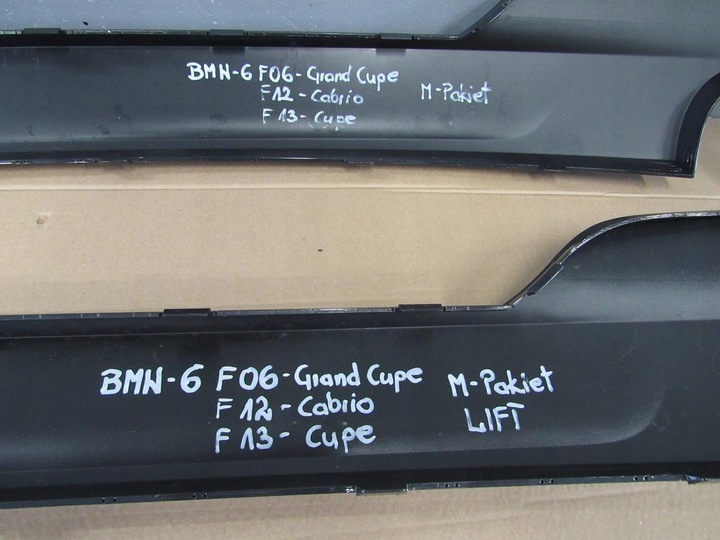 BMW-6 F06-Grand Cupe
F12-Cabrio M-Pakiet
F13-Cupe
BMW-6 F06-Grand Cupe M-Pakiet
F12-Cabrio LIFT
F13-Cupe